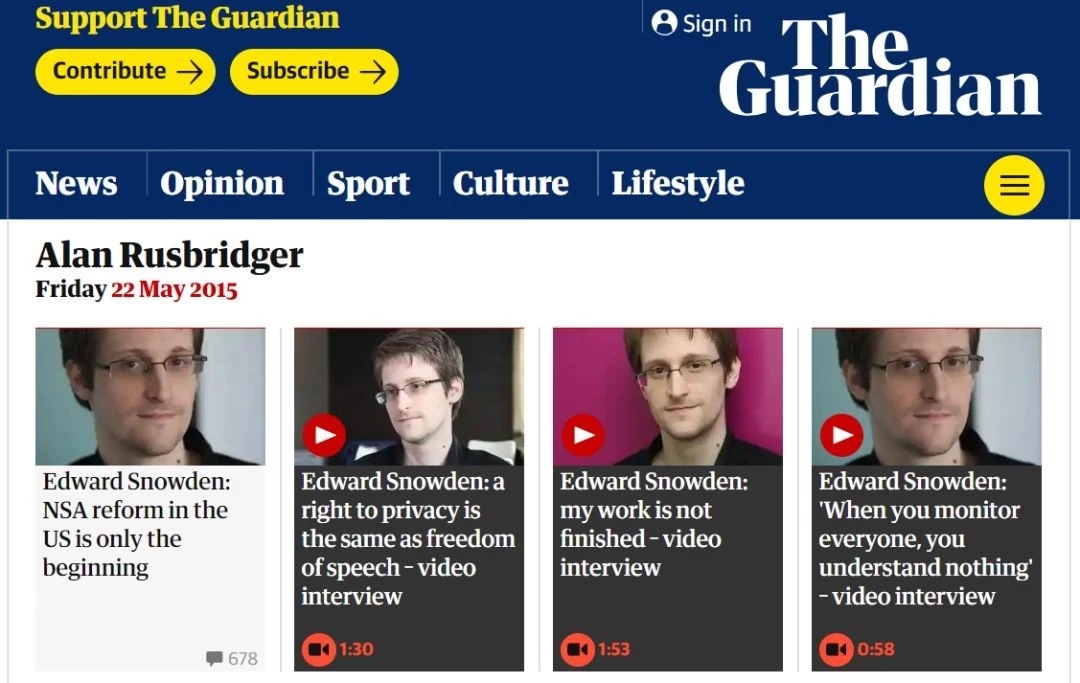 Support The Guardian
Contribute
Subscribe
Sign in
The
Guardian
News
Opinion
Sport
Culture
Lifestyle
Alan Rusbridger
Friday 22 May 2015
Edward Snowden:
NSA reform in the
US is only the
beginning
678
Edward Snowden: a
right to privacy is
the same as freedom
of speech – video
interview
1:30
Edward Snowden:
my work is not
finished – video
interview
1:53
Edward Snowden:
'When you monitor
everyone, you
understand nothing'
– video interview
0:58